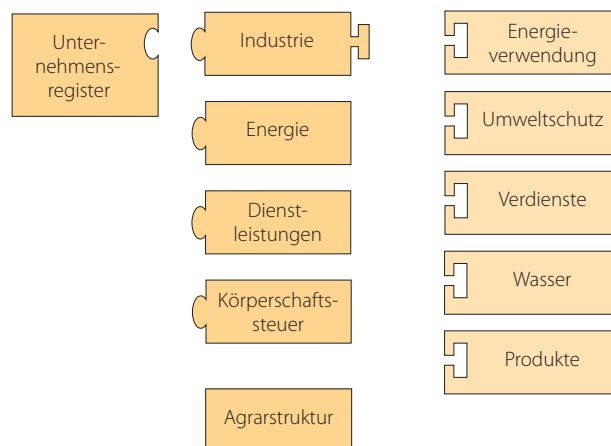 Unter-
nehmens-
register
Industrie
Energie
Dienst-
leistungen
Körperschafts-
steuer
Agrarstruktur
Energie-
verwendung
Umweltschutz
Verdienste
Wasser
Produkte